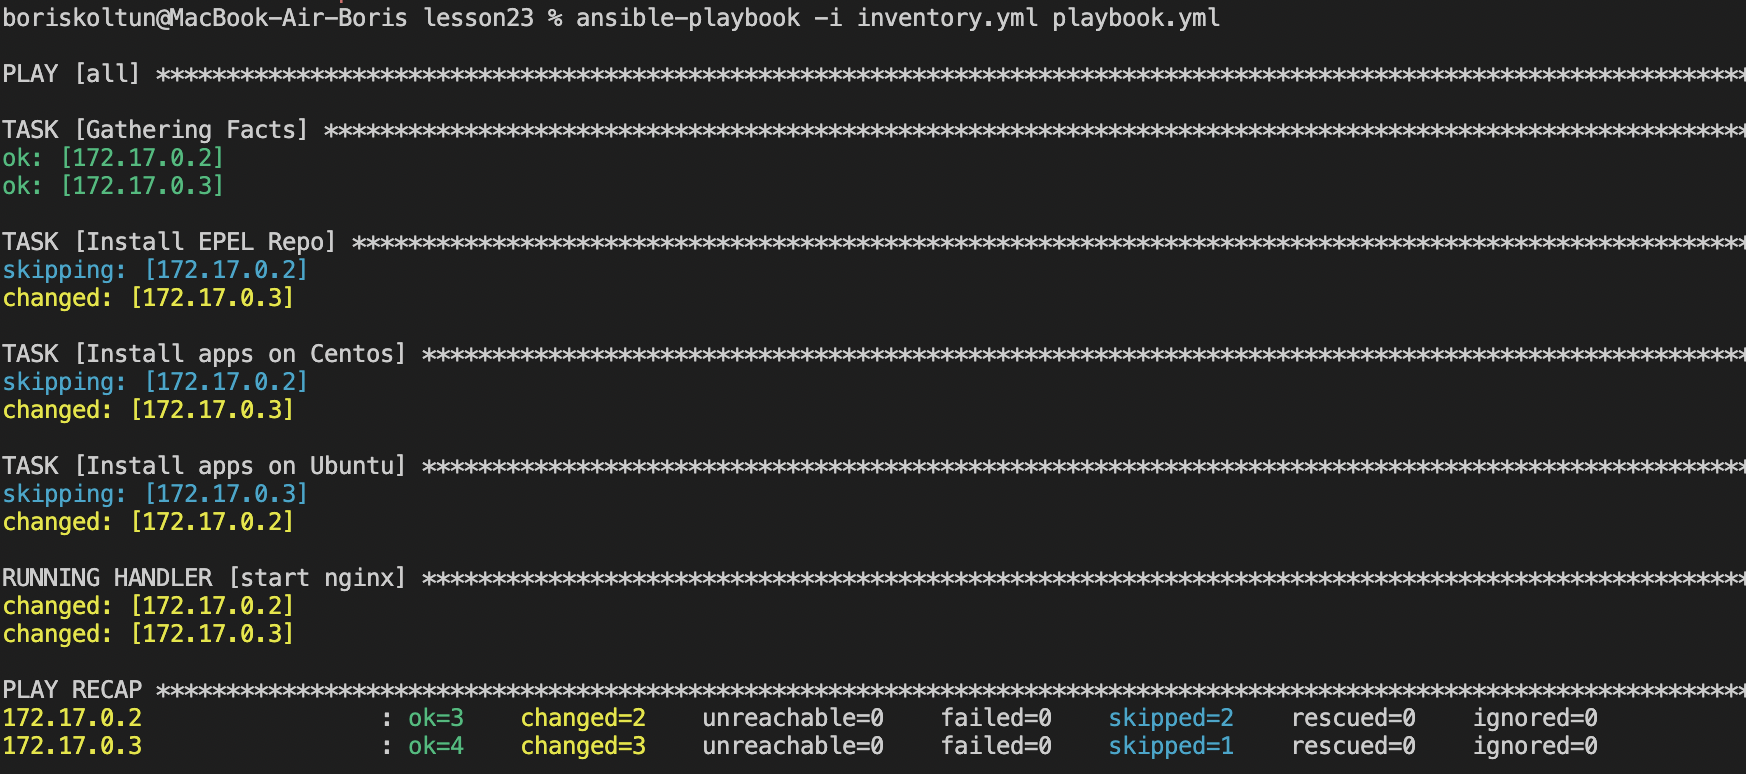 boriskoltun@MacBook-Air-Boris lesson23 % ansible-playbook -i inventory.yml playbook.yml
PLAY [all] *****************************************************************************************************************
TASK [Gathering Facts] *****************************************************************************************************
ok: [172.17.0.2]
ok: [172.17.0.3]
TASK [Install EPEL Repo] ***************************************************************************************************
skipping: [172.17.0.2]
changed: [172.17.0.3]
TASK [Install apps on Centos] **********************************************************************************************
skipping: [172.17.0.2]
changed: [172.17.0.3]
TASK [Install apps on Ubuntu] **********************************************************************************************
skipping: [172.17.0.3]
changed: [172.17.0.2]
RUNNING HANDLER [start nginx] **********************************************************************************************
changed: [172.17.0.2]
changed: [172.17.0.3]
PLAY RECAP *****************************************************************************************************************
172.17.0.2                 : ok=3    changed=2    unreachable=0    failed=0    skipped=2    rescued=0    ignored=0
172.17.0.3                 : ok=4    changed=3    unreachable=0    failed=0    skipped=1    rescued=0    ignored=0